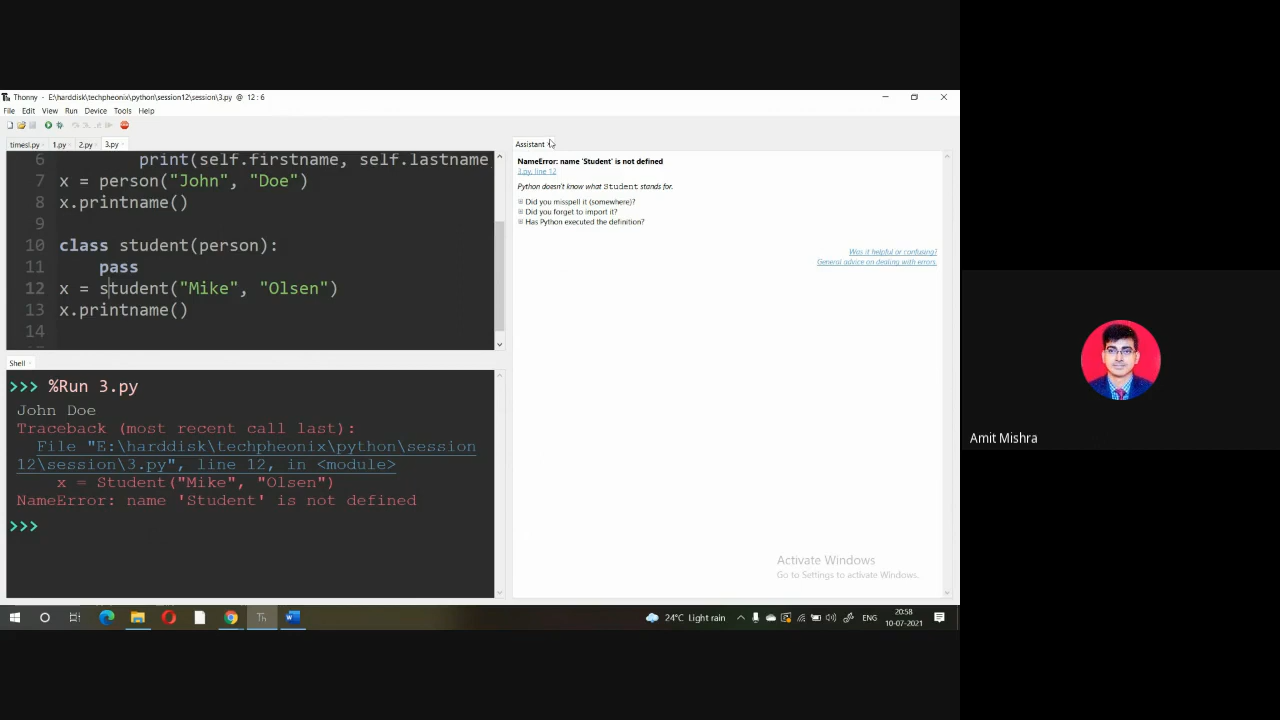 Thonny - E:\harddisk\techpheonix\python\session12\session\3.py @ 12 : 6
File Edit View Run Device Tools Help
timesl.py 1.py 2.py 3.py
6 print(self.firstname, self.lastname
7 x = person("John", "Doe")
8 x.printname()
9
10 class student(person):
11 pass
12 x = student("Mike", "Olsen")
13 x.printname()
14
Shell
>>> %Run 3.py
John Doe
Traceback (most recent call last):
File "E:\harddisk\techpheonix\python\session
12\session\3.py", line 12, in <module>
x = Student("Mike", "Olsen")
NameError: name 'Student' is not defined
>>>
Assistant
NameError: name 'Student' is not defined
3.py, line 12
Python doesn't know what Student stands for.
Did you misspell it (somewhere)?
Did you forget to import it?
Has Python executed the definition?
Was it helpful or confusing?
General advice on dealing with errors.
Activate Windows
Go to Settings to activate Windows.
24°C Light rain
ENG
20:58
10-07-2021
Amit Mishra